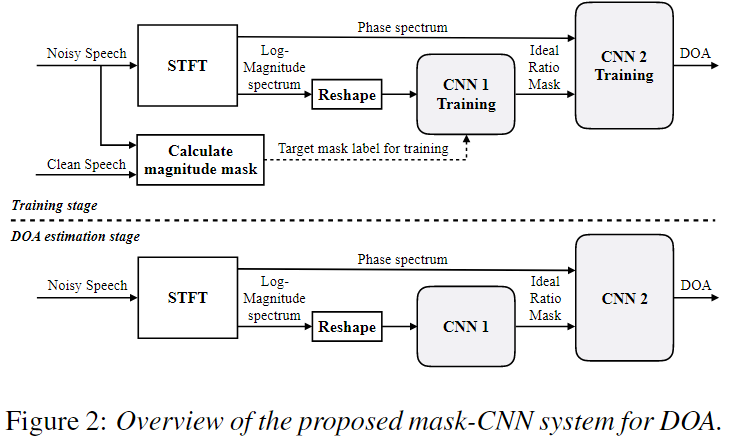 Phase spectrum
Noisy Speech
STFT
Log-
Magnitude
spectrum
Reshape
CNN 1
Training
Ideal
Ratio
Mask
CNN 2
Training
DOA
Clean Speech
Calculate
magnitude mask
Target mask label for training
Training stage
DOA estimation stage
Phase spectrum
Noisy Speech
STFT
Log-
Magnitude
spectrum
Reshape
CNN 1
Ideal
Ratio
Mask
CNN 2
DOA
Figure 2: Overview of the proposed mask-CNN system for DOA.